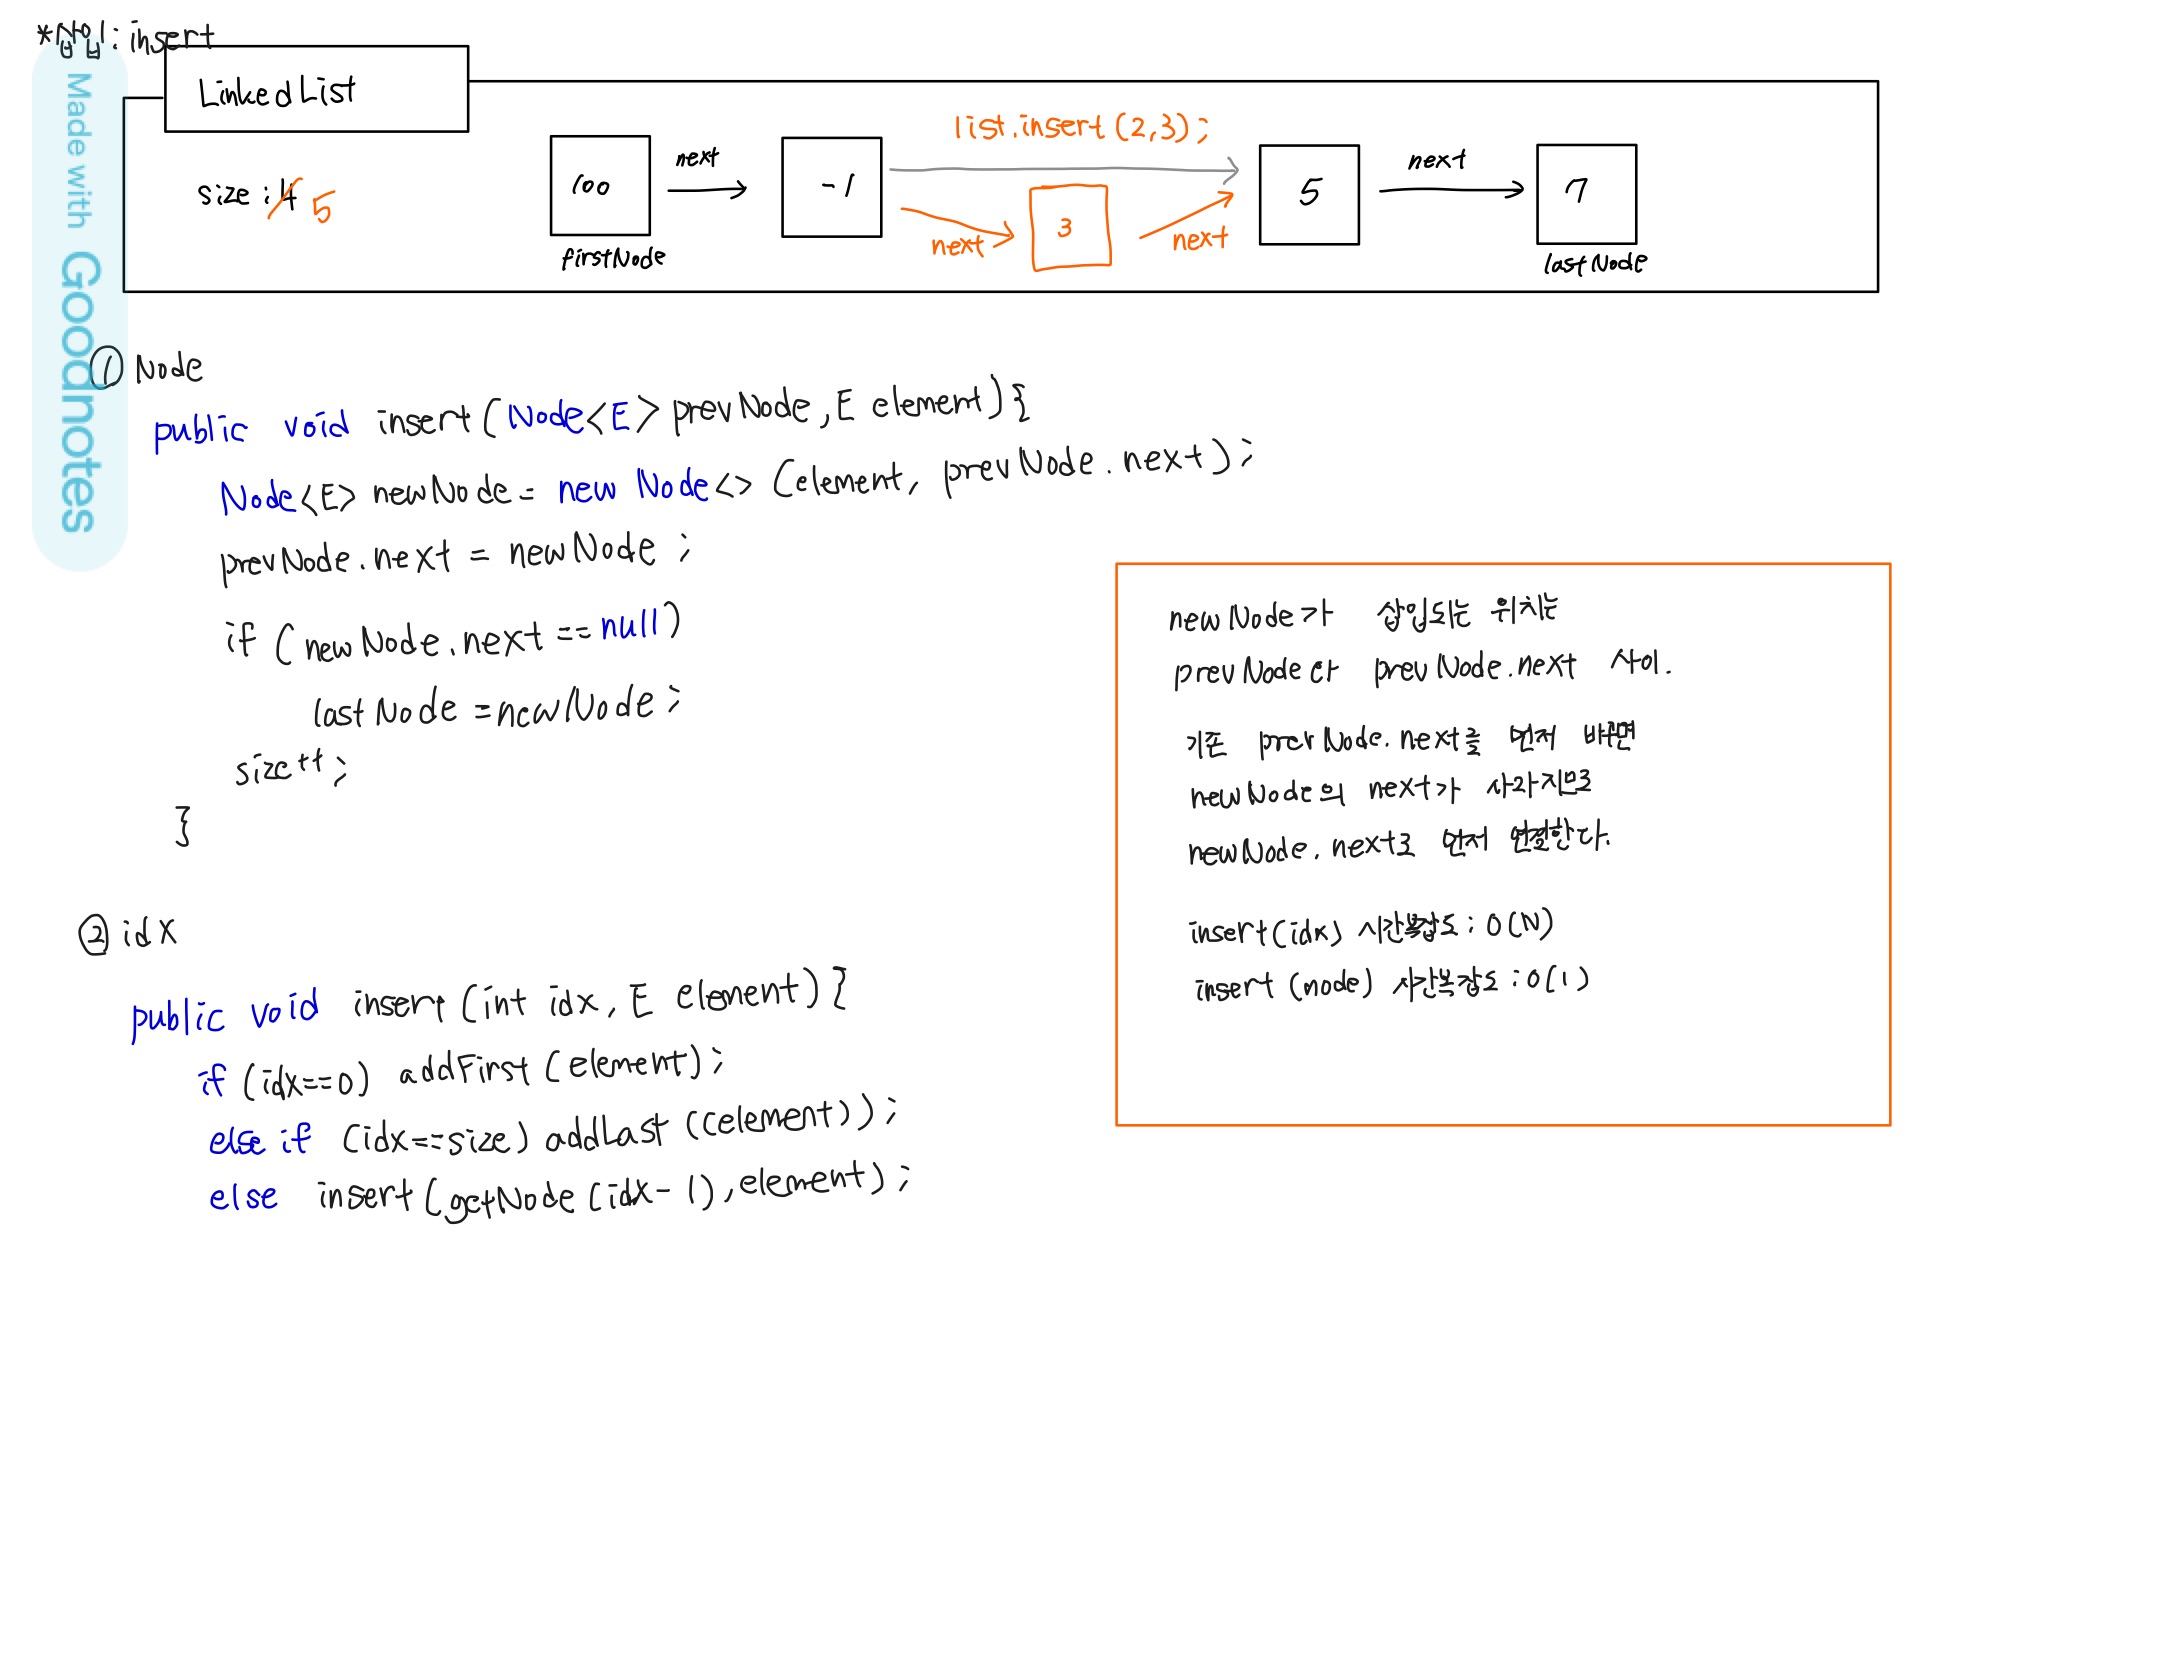 *삽입: insert
Made with Goodnotes
LinkedList
list.insert(2,3);
size: 4 5
100 next -1 next 3 next 5 next 7
firstNode lastNode
① Node
public void insert(Node<E> prevNode, E element){
Node<E> newNode = new Node<> (element, prevNode.next);
prevNode.next = newNode ;
if (newNode.next == null)
lastNode = newNode ;
size++;
}
newNode가 삽입되는 위치는
prevNode와 prevNode.next 사이.
기존 prevNode.next를 먼저 바꾸면
newNode의 next가 사라지므로
newNode.next로 먼저 연결한다.
insert(idx) 시간복잡도 : O(N)
insert (node) 시간복잡도 : O(1)
② idx
public void insert (int idx, E element) {
if (idx==0) addFirst (element);
else if (idx==size) addLast ((element));
else insert (getNode (idx-1), element);